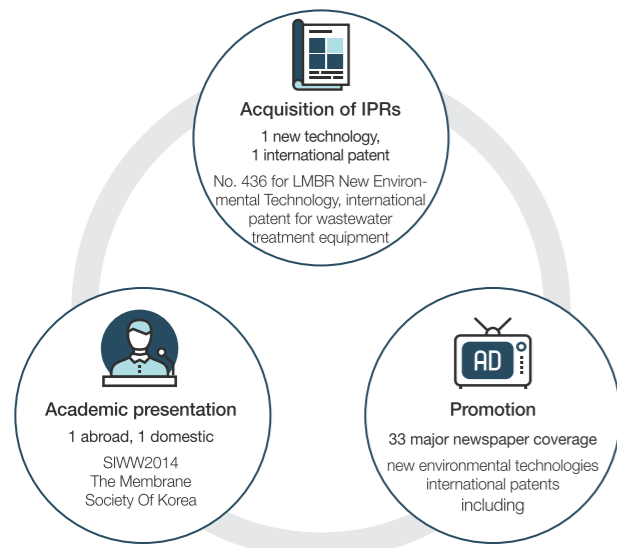 Acquisition of IPRs
1 new technology,
1 international patent
No. 436 for LMBR New Environ-
mental Technology, international
patent for wastewater
treatment equipment
Academic presentation
1 abroad, 1 domestic
SIWW2014
The Membrane
Society Of Korea
AD
Promotion
33 major newspaper coverage
new environmental technologies
international patents
including